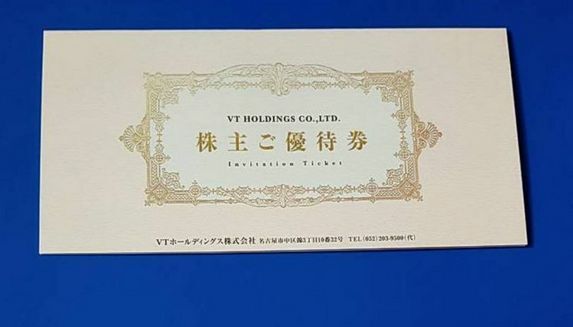 VT HOLDINGS CO.,LTD.
株主ご優待券
Invitation Ticket
VTホールディングス株式会社 名古屋市中区錦3丁目10番32号 TEL (052) 203-9500 (代)